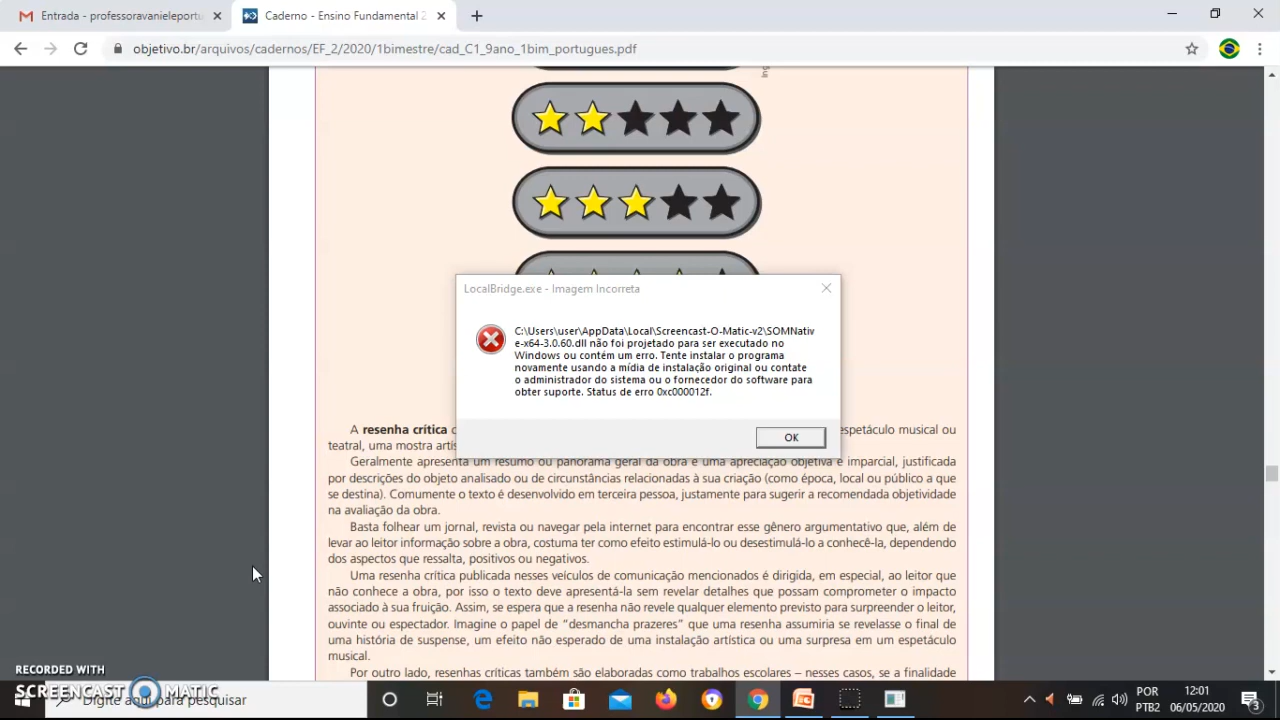 Entrada - professoravanieleportu
Caderno - Ensino Fundamental 2
objetivo.br/arquivos/cadernos/EF_2/2020/1bimestre/cad_C1_9ano_1bim_portugues.pdf
LocalBridge.exe - Imagem Incorreta
C:\Users\user\AppData\Local\Screencast-O-Matic-v2\SOMNativ
e-x64-3.0.60.dll não foi projetado para ser executado no
Windows ou contém um erro. Tente instalar o programa
novamente usando a mídia de instalação original ou contate
o administrador do sistema ou o fornecedor do software para
obter suporte. Status de erro 0xc000012f.
OK
A resenha crítica espetáculo musical ou
teatral, uma mostra
Geralmente apresenta um resumo ou panorama geral da obra e uma apreciação objetiva e imparcial, justificada
por descrições do objeto analisado ou de circunstâncias relacionadas à sua criação (como época, local ou público a que
se destina). Comumente o texto é desenvolvido em terceira pessoa, justamente para sugerir a recomendada objetividade
na avaliação da obra.
Basta folhear um jornal, revista ou navegar pela internet para encontrar esse gênero argumentativo que, além de
levar ao leitor informação sobre a obra, costuma ter como efeito estimulá-lo ou desestimulá-lo a conhecê-la, dependendo
dos aspectos que ressalta, positivos ou negativos.
Uma resenha crítica publicada nesses veículos de comunicação mencionados é dirigida, em especial, ao leitor que
não conhece a obra, por isso o texto deve apresentá-la sem revelar detalhes que possam comprometer o impacto
associado à sua fruição. Assim, se espera que a resenha não revele qualquer elemento previsto para surpreender o leitor,
ouvinte ou espectador. Imagine o papel de “desmancha prazeres” que uma resenha assumiria se revelasse o final de
uma história de suspense, um efeito não esperado de uma instalação artística ou uma surpresa em um espetáculo
musical.
Por outro lado, resenhas críticas também são elaboradas como trabalhos escolares – nesses casos, se a finalidade
RECORDED WITH
SCREENCAST MATIC
Digite aqui para pesquisar
POR
PTB2
12:01
06/05/2020
3